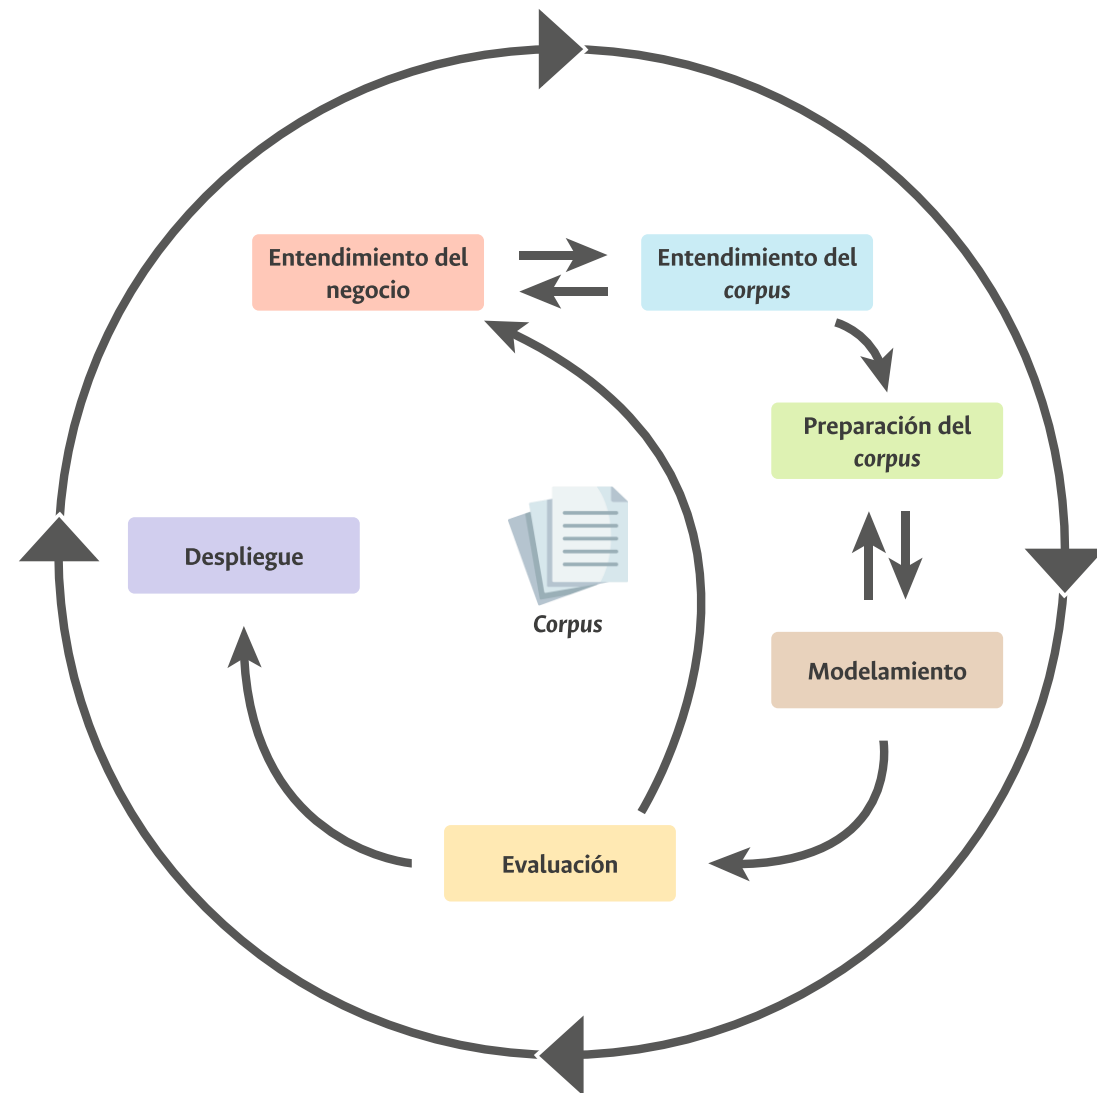 Entendimiento del
negocio
Entendimiento del
corpus
Preparación del
corpus
Despliegue
Corpus
Modelamiento
Evaluación